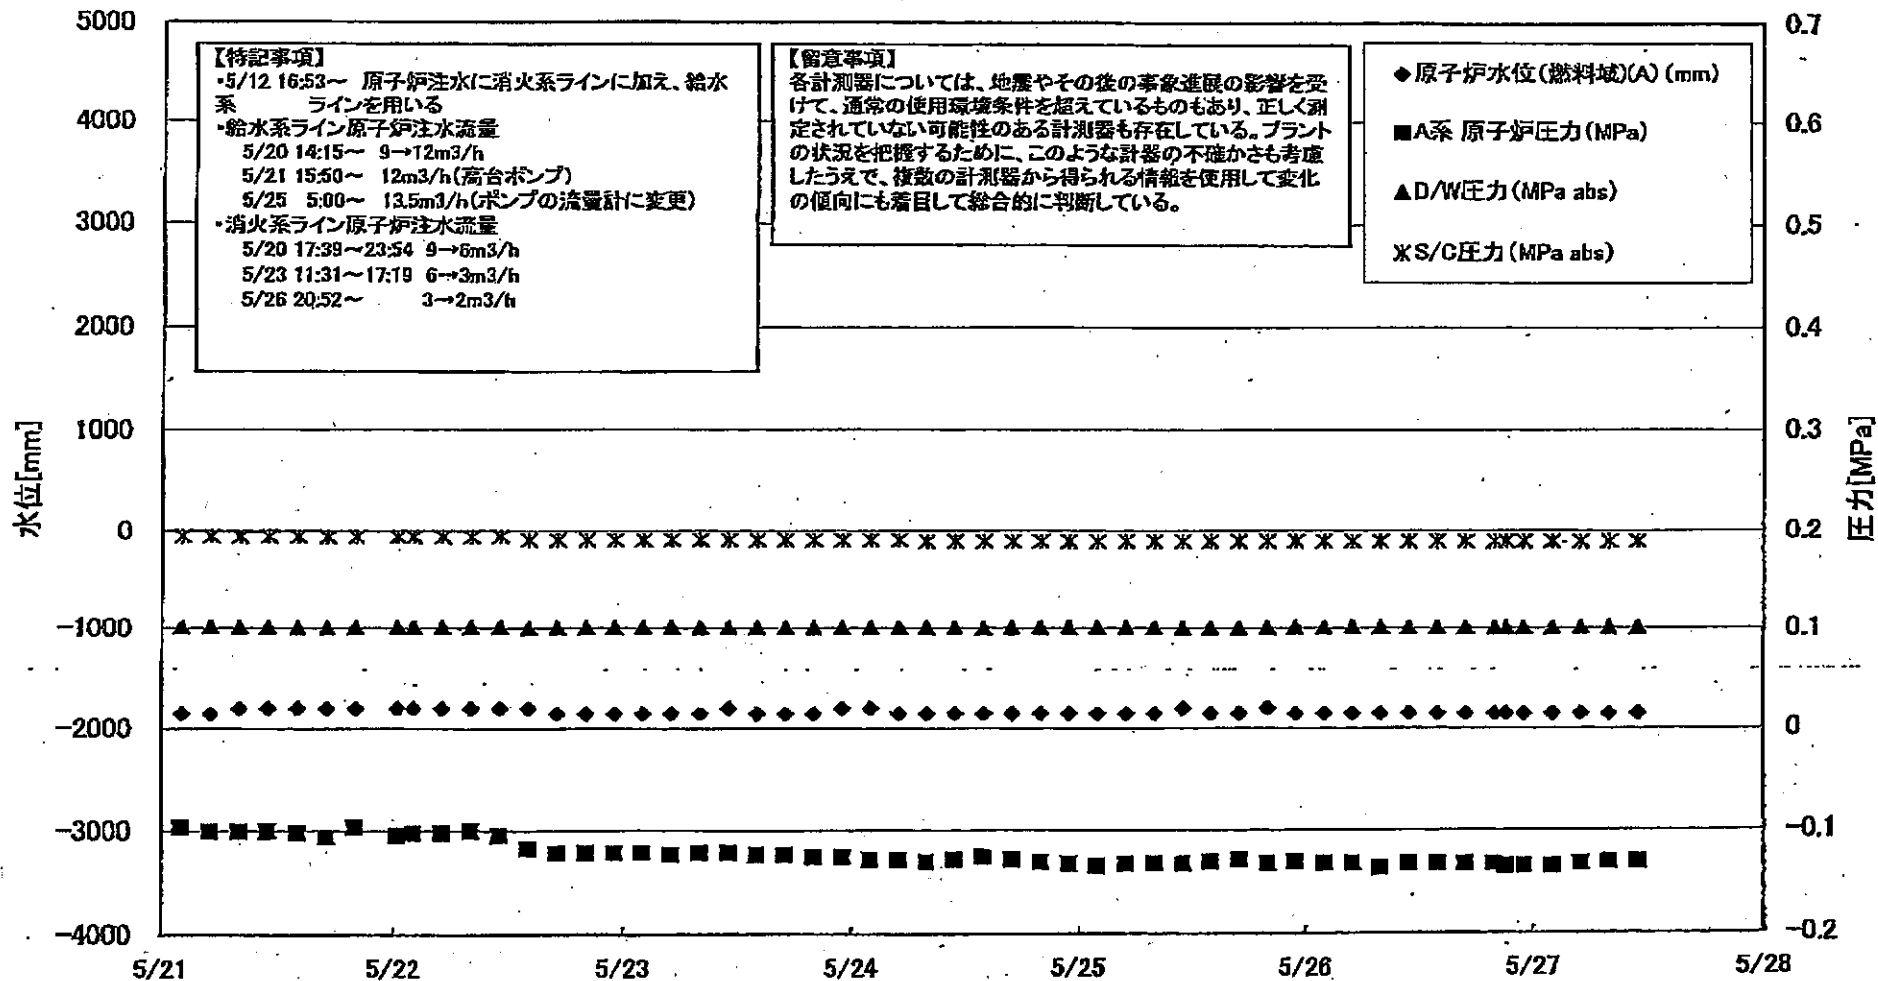 【特記事項】
・5/12 16:53～ 原子炉注水に消火系ラインに加え、給水
系 ラインを用いる
・給水系ライン原子炉注水流量
5/20 14:15～ 9→12m3/h
5/21 15:50～ 12m3/h(高台ポンプ)
5/25 5:00～ 13.5m3/h(ポンプの流量計に変更)
・消火系ライン原子炉注水流量
5/20 17:39～23:54 9→6m3/h
5/23 11:31～17:19 6→3m3/h
5/26 20:52～ 3→2m3/h
【留意事項】
各計測器については、地震やその後の事象進展の影響を受
けて、通常の使用環境条件を超えているものもあり、正しく測
定されていない可能性のある計測器も存在している。プラント
の状況を把握するために、このような計器の不確かさも考慮
したうえで、複数の計測器から得られる情報を使用して変化
の傾向にも着目して総合的に判断している。
◆原子炉水位(燃料域)(A)(mm)
■A系 原子炉圧力(MPa)
▲D/W圧力(MPa abs)
✱S/C圧力(MPa abs)
水位[mm]
5000
4000
3000
2000
1000
0
-1000
-2000
-3000
-4000
圧力[MPa]
0.7
0.6
0.5
0.4
0.3
0.2
0.1
0
-0.1
-0.2
5/21
5/22
5/23
5/24
5/25
5/26
5/27
5/28